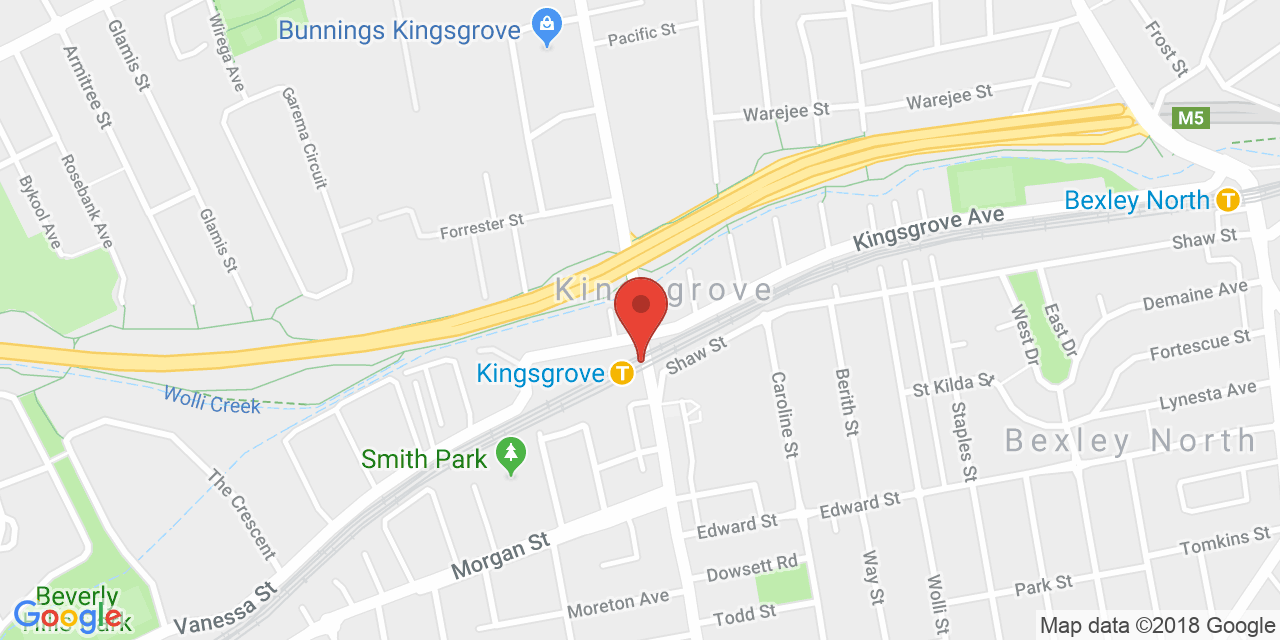 Bunnings Kingsgrove
Pacific St
Frost St
Glamis St
Wirega Ave
Armitree St
Garema Circuit
Warejee St
Warejee St
M5
Rosebank Ave
Bykool Ave
Glamis St
Forrester St
Bexley North
Kingsgrove Ave
Shaw St
Kingsgrove
Demaine Ave
West Dr
East Dr
Fortescue St
Shaw St
Kingsgrove
Wolli Creek
St Kilda St
Lynesta Ave
Caroline St
Berith St
Staples St
Bexley North
Smith Park
The Crescent
Edward St
Edward St
Morgan St
Tomkins St
Dowsett Rd
Way St
Wolli St
Park St
Moreton Ave
Todd St
Vanessa St
Beverly
Hills Park
Google
Map data ©2018 Google